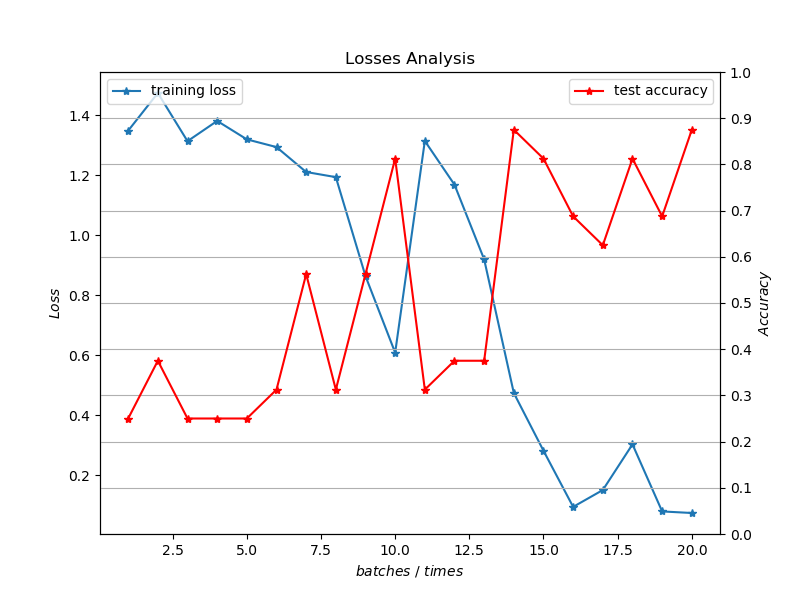 Losses Analysis
training loss
test accuracy
1.4
1.2
1.0
0.8
0.6
0.4
0.2
Loss
1.0
0.9
0.8
0.7
0.6
0.5
0.4
0.3
0.2
0.1
0.0
Accuracy
2.5 5.0 7.5 10.0 12.5 15.0 17.5 20.0
batches / times